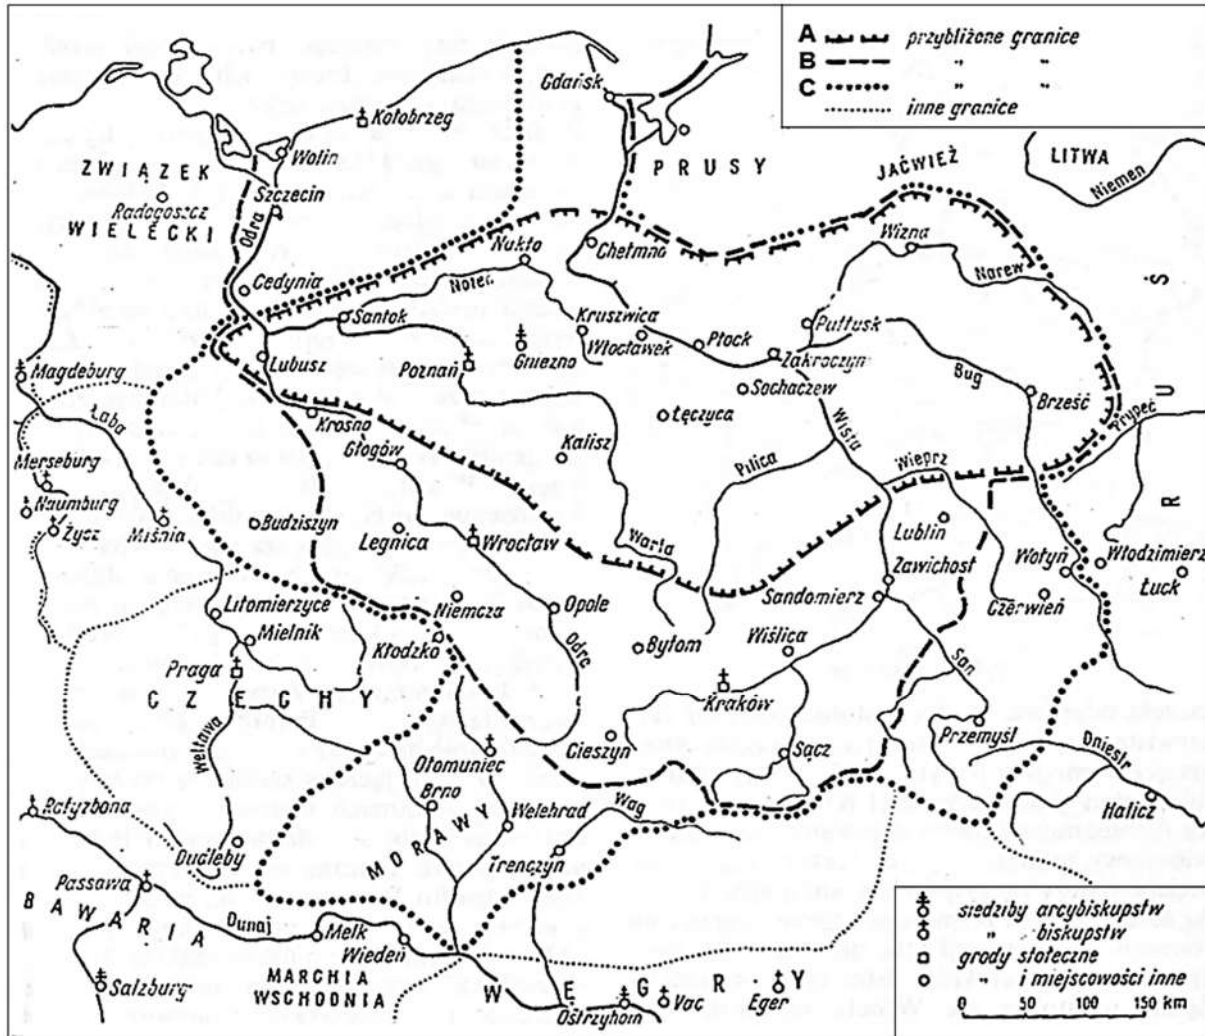 A przybliżone granice
B " "
C " "
inne granice
Gdańsk
Kołobrzeg
Wolin
ZWIĄZEK
Szczecin
PRUSY
JAĆWIEŻ
LITWA
Niemen
Radogoszcz
WIELECKI
Odra
Nukło
Chełmno
Wizna
Narew
Cedynia
Noteć
Santok
Kruszwica
Płock
Pułtusk
RUŚ
Lubusz
Poznań
Gniezno
Włocławek
Zakroczym
Bug
Magdeburg
Sochaczew
Brześć
Łaba
Krosno
Łęczyca
Wisła
Prypeć
Głogów
Kalisz
Pilica
Wieprz
Merseburg
Naumburg
Życz
Miśnia
Budziszyn
Legnica
Wrocław
Warta
Lublin
Wołyń
Włodzimierz
Zawichost
Łuck
Litomierzyce
Niemcza
Opole
Sandomierz
Czerwień
Mielnik
Kłodzko
Odra
Bytom
Wiślica
San
Praga
CZECHY
Kraków
Wełtawa
Ołomuniec
Cieszyn
Sącz
Przemyśl
Dniestr
Ratyzbona
Brno
Welehrad
Wag
Halicz
Dudleby
MORAWY
Trenczyn
Passawa
BAWARIA
Dunaj
Melk
Wiedeń
Salzburg
MARCHIA
WSCHODNIA
WĘGRY
Ostrzyhom
Vac
Eger
siedziby arcybiskupstw
" biskupstw
grody stołeczne
" i miejscowości inne
0 50 100 150 km